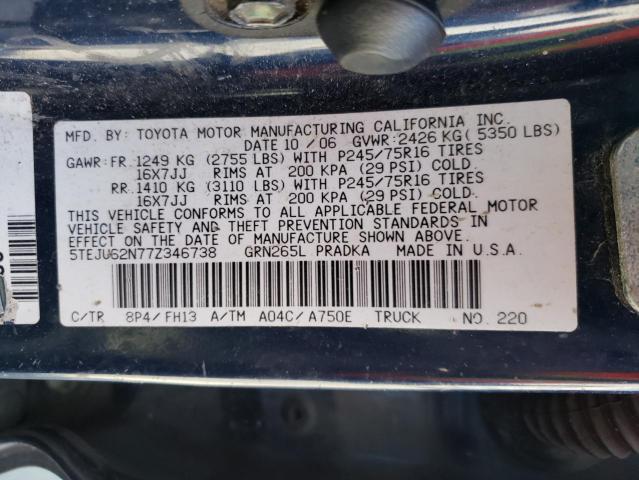 MFD. BY: TOYOTA MOTOR MANUFACTURING CALIFORNIA INC.
DATE 10 / 06 GVWR: 2426 KG( 5350 LBS)
GAWR: FR. 1249 KG (2755 LBS) WITH P245/75R16 TIRES
16X7JJ RIMS AT 200 KPA (29 PSI) COLD.
RR. 1410 KG (3110 LBS) WITH P245/75R16 TIRES
16X7JJ RIMS AT 200 KPA (29 PSI) COLD.
THIS VEHICLE CONFORMS TO ALL APPLICABLE FEDERAL MOTOR
VEHICLE SAFETY AND THEFT PREVENTION STANDARDS IN
EFFECT ON THE DATE OF MANUFACTURE SHOWN ABOVE.
5TEJU62N77Z346738 GRN265L PRADKA MADE IN U.S.A.
C/TR 8P4/ FH13 A/TM A04C/ A750E TRUCK NO. 220